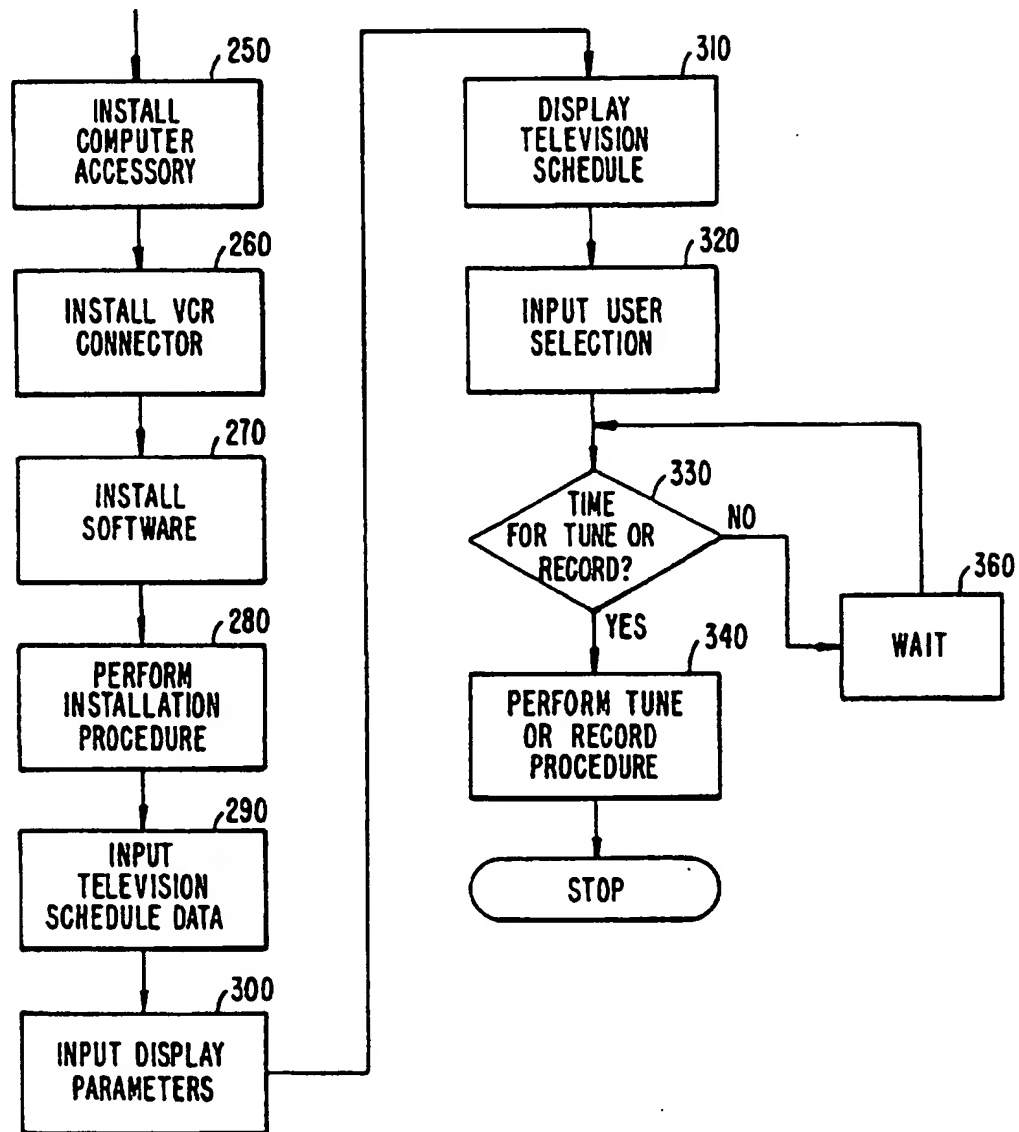 250
INSTALL
COMPUTER
ACCESSORY
260
INSTALL VCR
CONNECTOR
270
INSTALL
SOFTWARE
280
PERFORM
INSTALLATION
PROCEDURE
290
INPUT
TELEVISION
SCHEDULE DATA
300
INPUT DISPLAY
PARAMETERS
310
DISPLAY
TELEVISION
SCHEDULE
320
INPUT USER
SELECTION
330
TIME
FOR TUNE OR
RECORD?
NO
YES
360
WAIT
340
PERFORM TUNE
OR RECORD
PROCEDURE
STOP